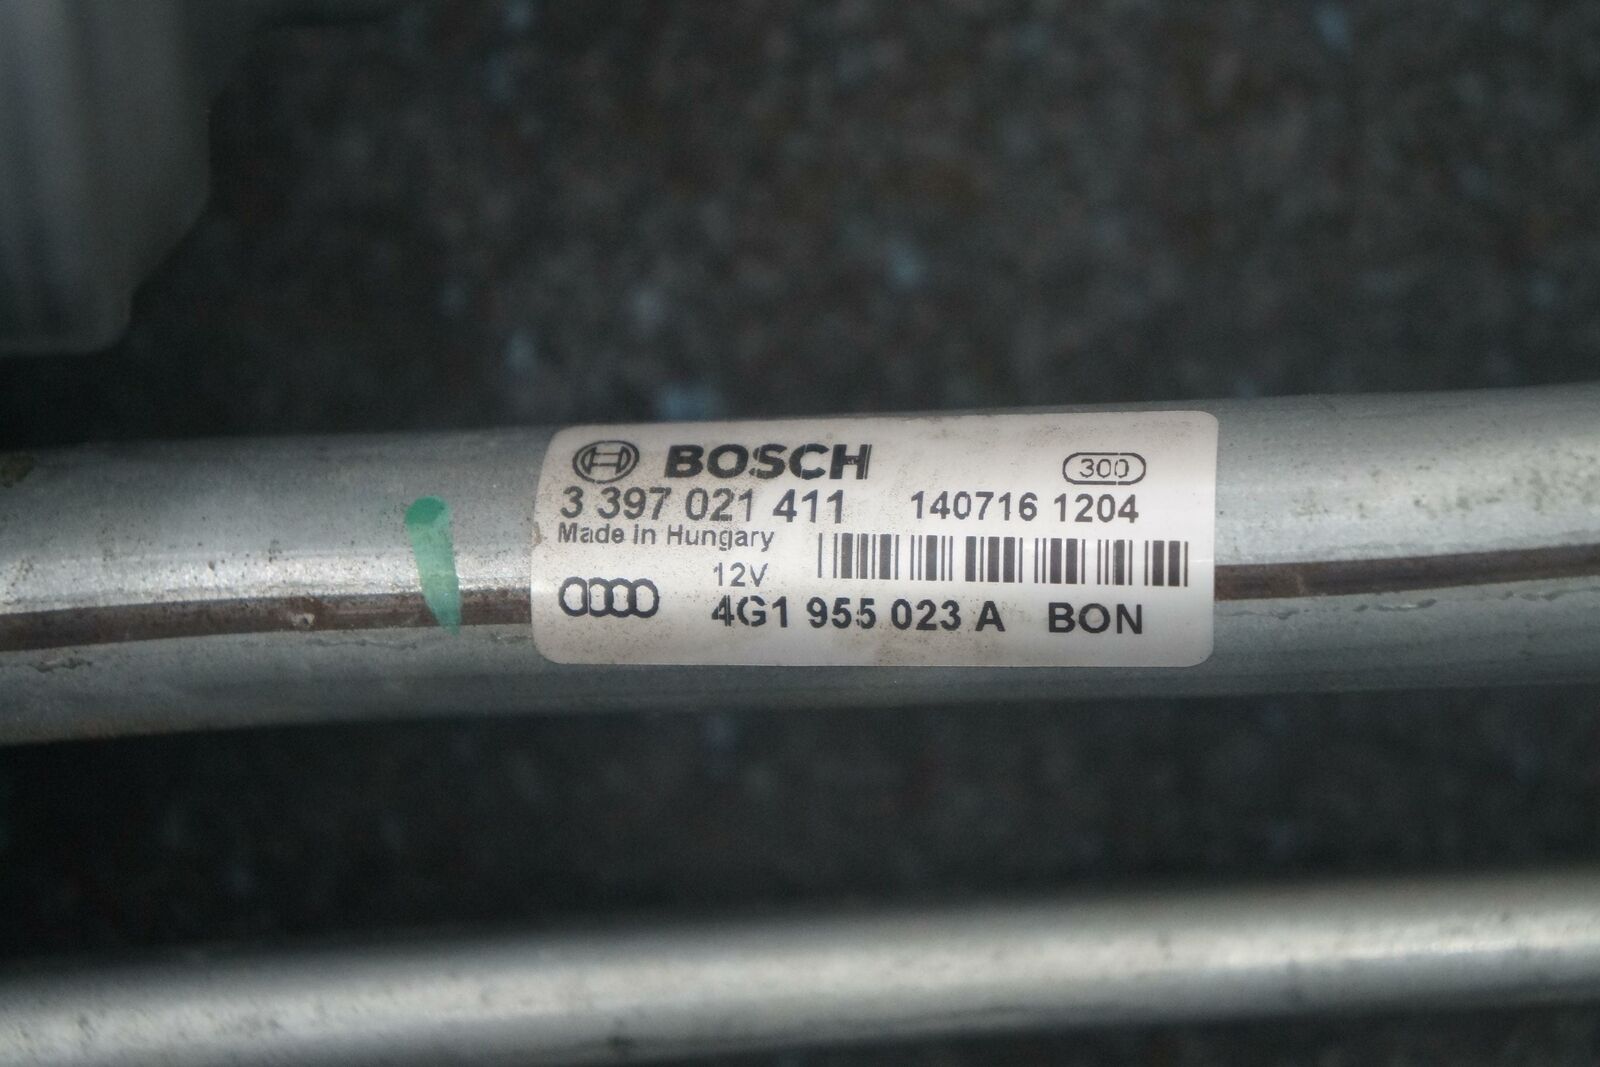 BOSCH 300
3 397 021 411 140716 1204
Made in Hungary
12V
4G1 955 023 A BON